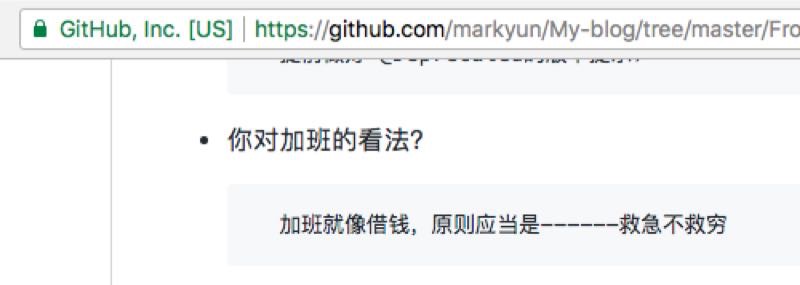 GitHub, Inc. [US] https://github.com/markyun/My-blog/tree/master/Fro
你对加班的看法?
加班就像借钱，原则应当是------救急不救穷